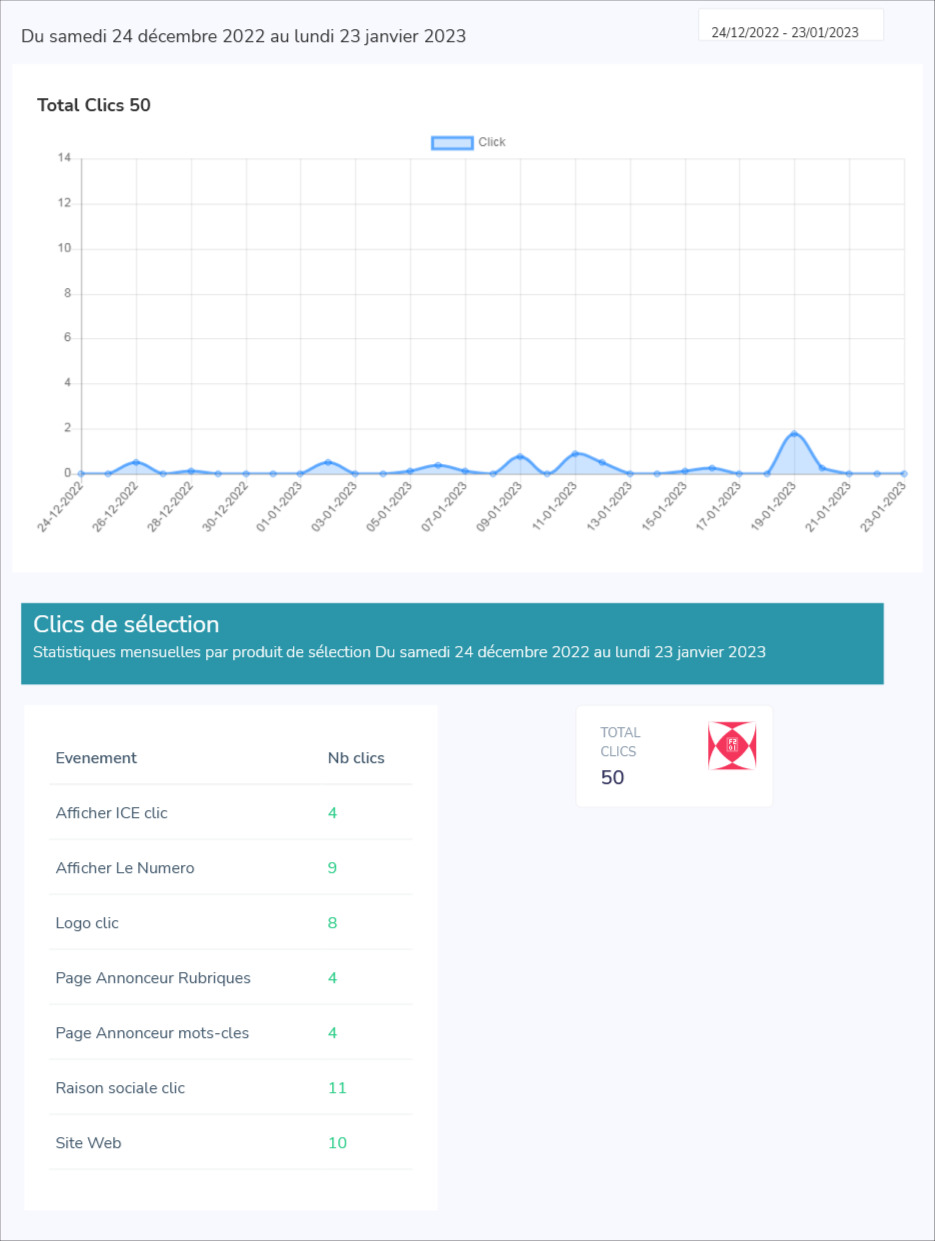 Du samedi 24 décembre 2022 au lundi 23 janvier 2023
24/12/2022 - 23/01/2023
Total Clics 50
Click
14
12
10
8
6
4
2
0
24-12-2022
26-12-2022
28-12-2022
30-12-2022
01-01-2023
03-01-2023
05-01-2023
07-01-2023
09-01-2023
11-01-2023
13-01-2023
15-01-2023
17-01-2023
19-01-2023
21-01-2023
23-01-2023
Clics de sélection
Statistiques mensuelles par produit de sélection Du samedi 24 décembre 2022 au lundi 23 janvier 2023
Evenement Nb clics
Afficher ICE clic 4
Afficher Le Numero 9
Logo clic 8
Page Annonceur Rubriques 4
Page Annonceur mots-cles 4
Raison sociale clic 11
Site Web 10
TOTAL
CLICS
50